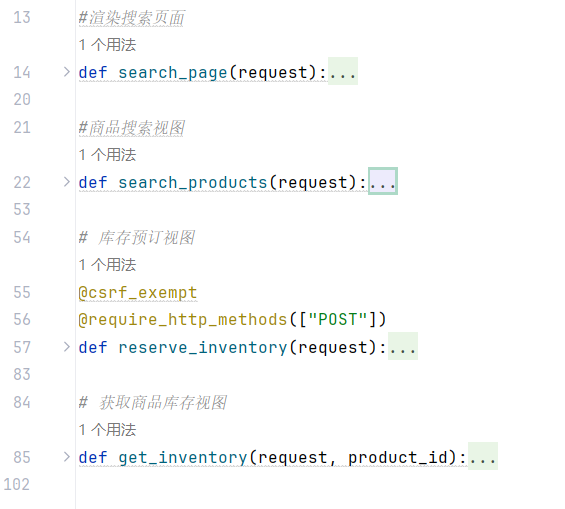 13 #渲染搜索页面
1 个用法
14 def search_page(request):...
20
21 #商品搜索视图
1 个用法
22 def search_products(request):...
53
54 # 库存预订视图
1 个用法
55 @csrf_exempt
56 @require_http_methods(["POST"])
57 def reserve_inventory(request):...
83
84 # 获取商品库存视图
1 个用法
85 def get_inventory(request, product_id):...
102